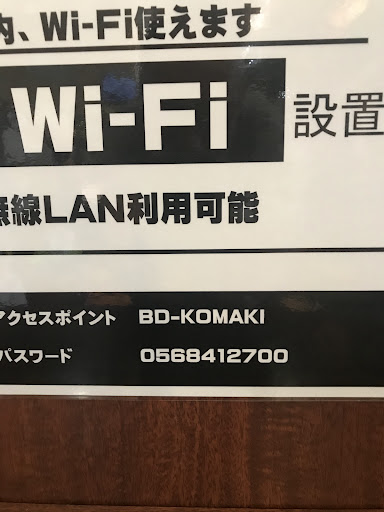 内、Wi-Fi使えます
Wi-Fi 設置
無線LAN利用可能
アクセスポイント BD-KOMAKI
パスワード 0568412700